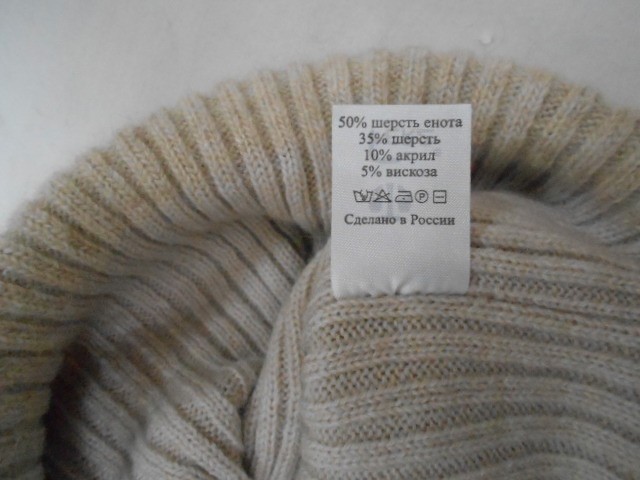 50% шерсть енота
35% шерсть
10% акрил
5% вискоза
Сделано в России